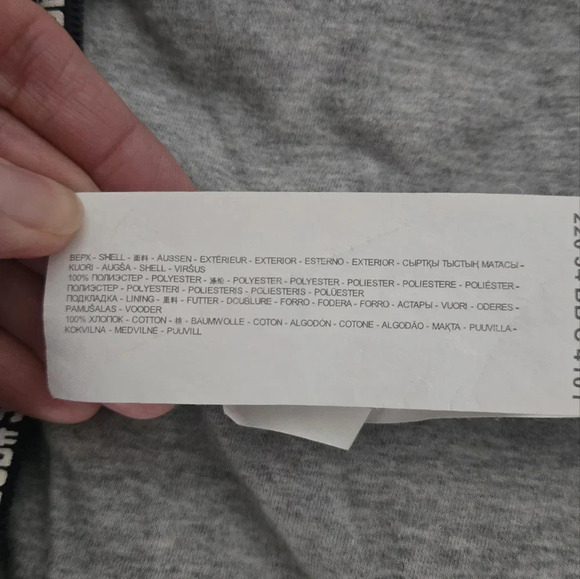 ВЕРХ - SHELL - 面料 - AUSSEN - EXTÉRIEUR - EXTERIOR - ESTERNO - EXTERIOR - СЫРТҚЫ ТЫСТЫҢ МАТАСЫ -
KUORI - AUGŠA - SHELL - VIRŠUS
100% ПОЛИЭСТЕР - POLYESTER - 涤纶 - POLYESTER - POLYESTER - POLIESTER - POLIESTERE - POLIÉSTER -
ПОЛИЭСТЕР - POLYESTERI - POLIESTERIS - POLIESTERIS - POLÜESTER
ПОДКЛАДКА - LINING - 里料 - FUTTER - DOUBLURE - FORRO - FODERA - FORRO - АСТАРЫ - VUORI - ODERES -
PAMUŠALAS - VOODER
100% ХЛОПОК - COTTON - 棉 - BAUMWOLLE - COTON - ALGODÓN - COTONE - ALGODÃO - МАҚТА - PUUVILLA -
KOKVILNA - MEDVILNĖ - PUUVILL